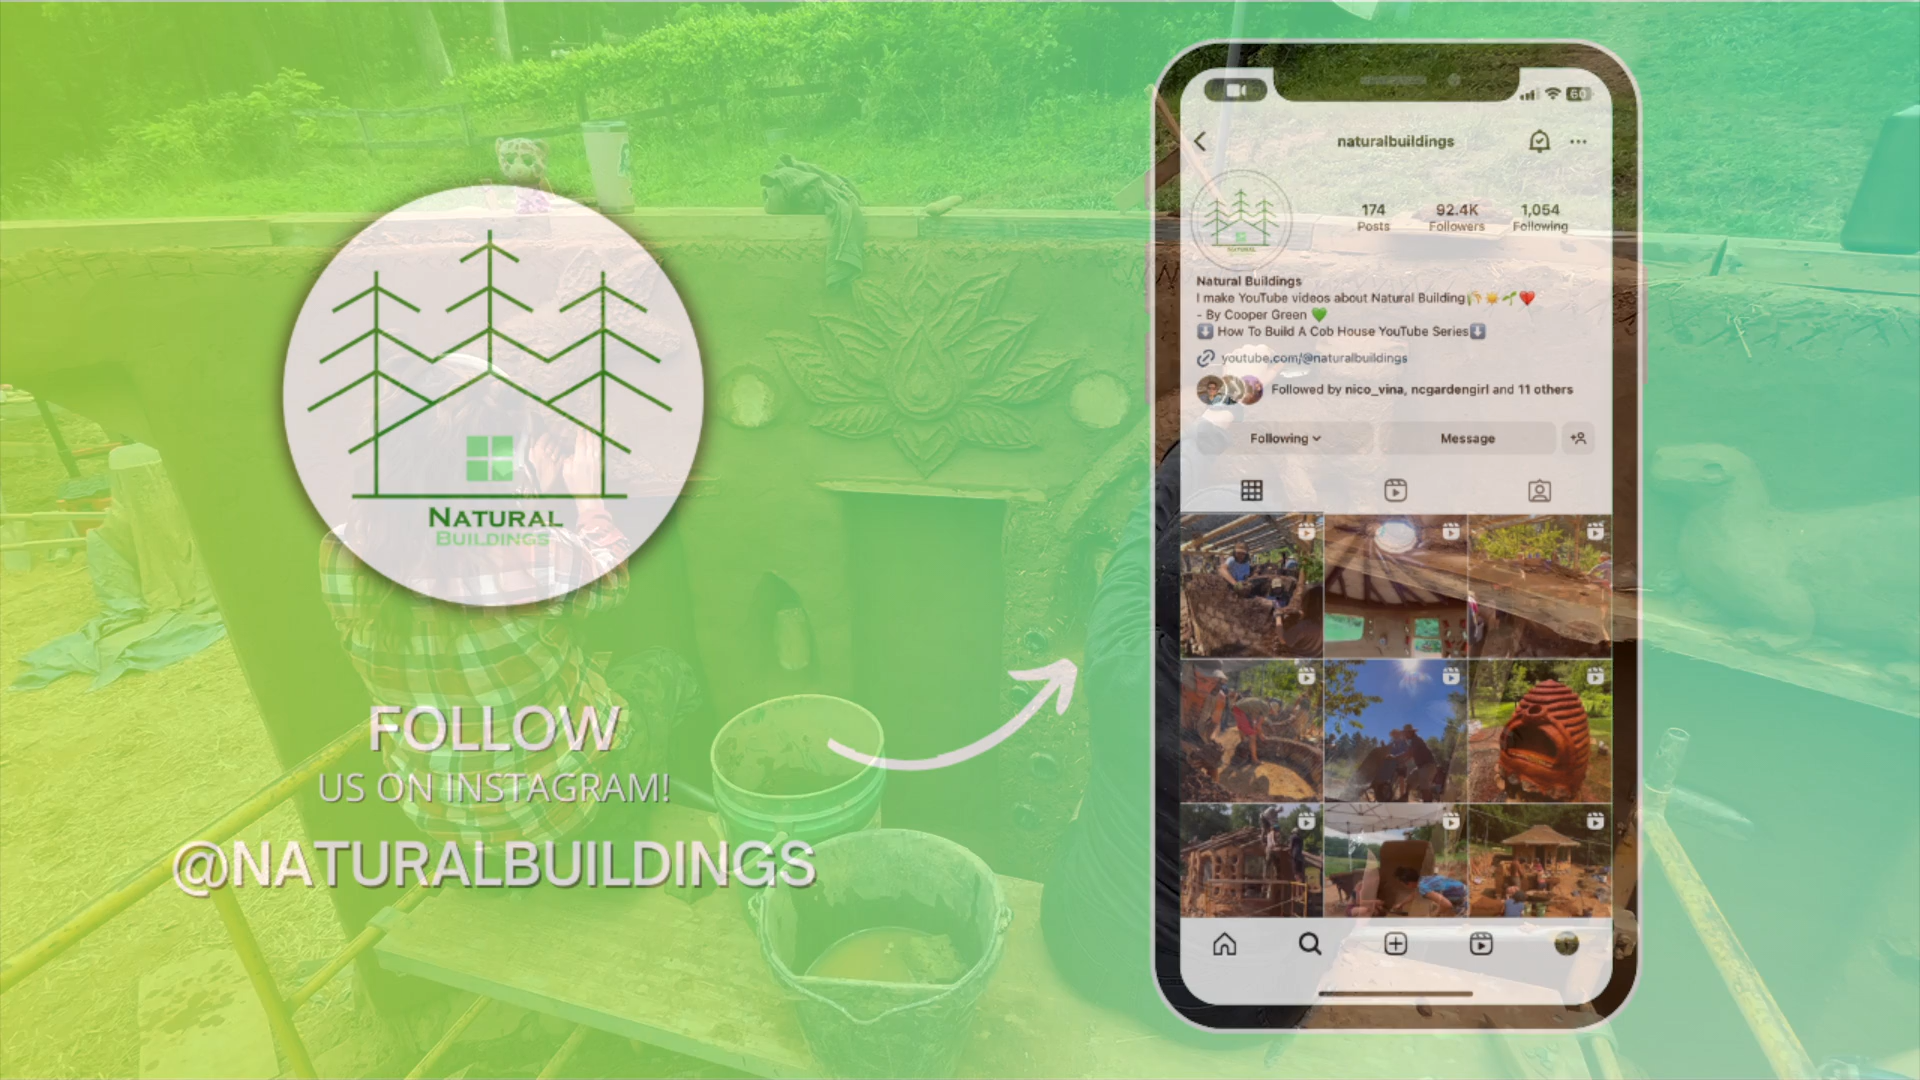 NATURAL
BUILDINGS
FOLLOW
US ON INSTAGRAM!
@NATURALBUILDINGS
60
naturalbuildings
174 92.4K 1,054
Posts Followers Following
Natural Buildings
I make YouTube videos about Natural Building
- By Cooper Green 💚
⬇️ How To Build A Cob House YouTube Series⬇️
youtube.com/@naturalbuildings
Followed by nico_vina, ncgardengirl and 11 others
Following Message